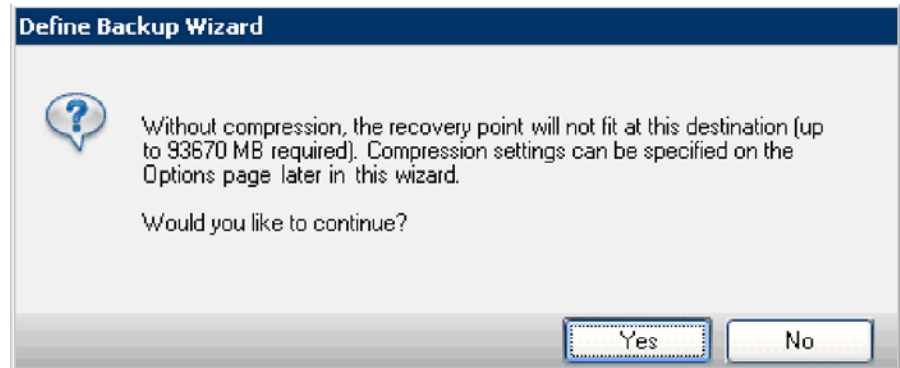 Define Backup Wizard
Without compression, the recovery point will not fit at this destination (up
to 93670 MB required). Compression settings can be specified on the
Options page later in this wizard.
Would you like to continue?
Yes
No